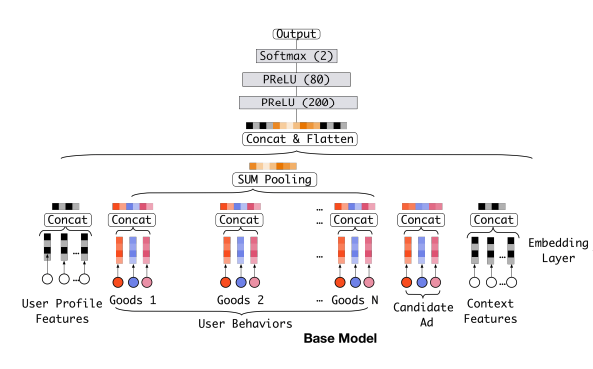 Output
Softmax (2)
PReLU (80)
PReLU (200)
Concat & Flatten
SUM Pooling
Concat
Concat
Concat
...
...
Concat
Concat
Concat
Embedding
Layer
...
...
...
User Profile
Features
Goods 1
Goods 2
... Goods N
Candidate
Ad
Context
Features
User Behaviors
Base Model